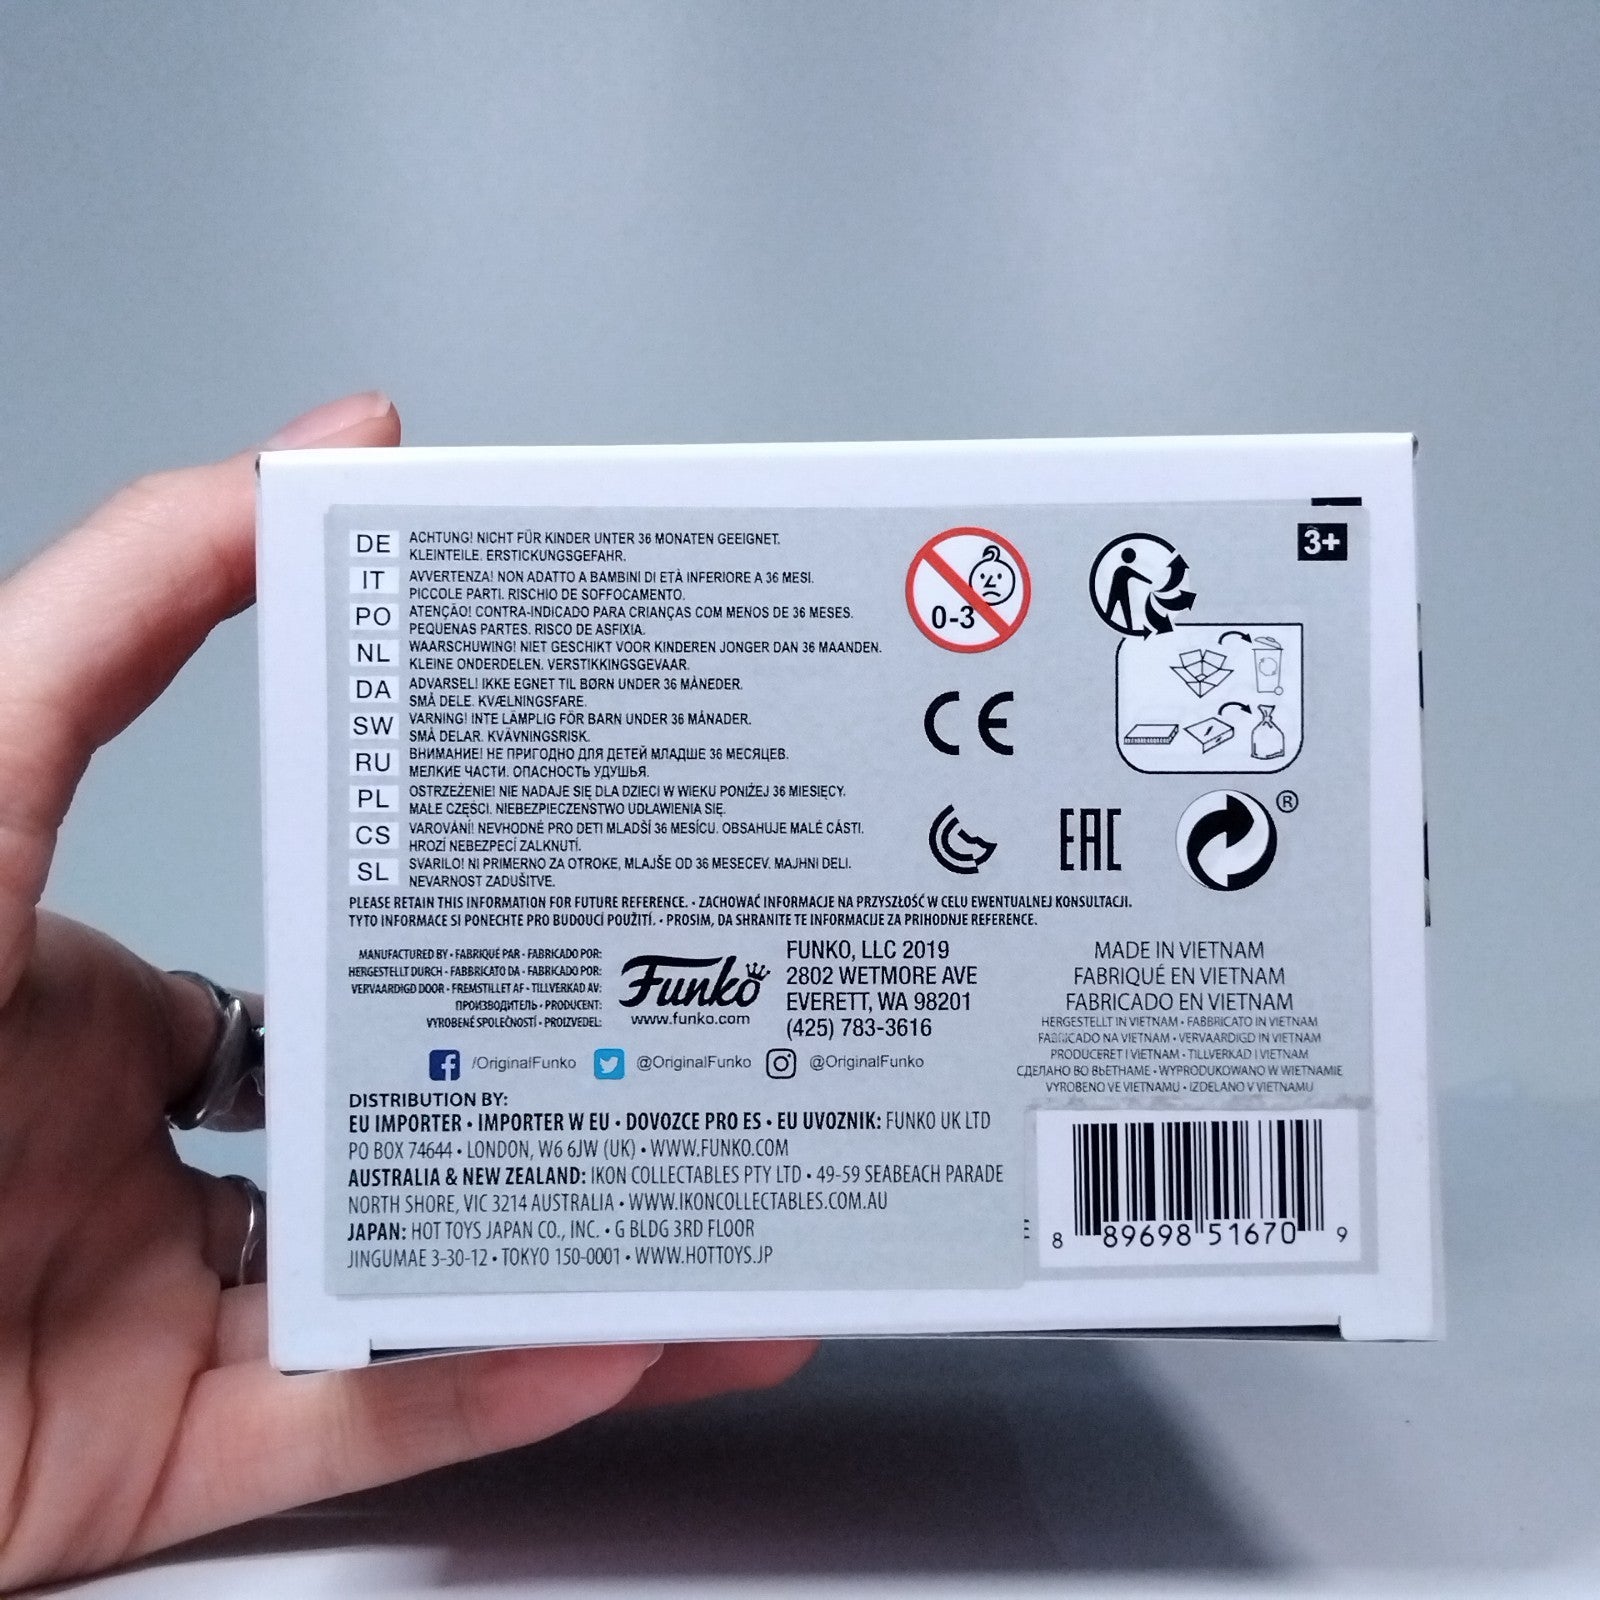 DE ACHTUNG! NICHT FÜR KINDER UNTER 36 MONATEN GEEIGNET.
KLEINTEILE. ERSTICKUNGSGEFAHR.
IT AVVERTENZA! NON ADATTO A BAMBINI DI ETÀ INFERIORE A 36 MESI.
PICCOLE PARTI. RISCHIO DE SOFFOCAMENTO.
PO ATENÇÃO! CONTRA-INDICADO PARA CRIANÇAS COM MENOS DE 36 MESES.
PEQUENAS PARTES. RISCO DE ASFIXIA.
NL WAARSCHUWING! NIET GESCHIKT VOOR KINDEREN JONGER DAN 36 MAANDEN.
KLEINE ONDERDELEN. VERSTIKKINGSGEVAAR.
DA ADVARSEL! IKKE EGNET TIL BØRN UNDER 36 MÅNEDER.
SMÅ DELE. KVÆLNINGSFARE.
SW VARNING! INTE LÄMPLIG FÖR BARN UNDER 36 MÅNADER.
SMÅ DELAR. KVÄVNINGSRISK.
RU ВНИМАНИЕ! НЕ ПРИГОДНО ДЛЯ ДЕТЕЙ МЛАДШЕ 36 МЕСЯЦЕВ.
МЕЛКИЕ ЧАСТИ. ОПАСНОСТЬ УДУШЬЯ.
PL OSTRZEŻENIE! NIE NADAJE SIĘ DLA DZIECI W WIEKU PONIŻEJ 36 MIESIĘCY.
MAŁE CZĘŚCI. NIEBEZPIECZEŃSTWO UDŁAWIENIA SIĘ.
CS VAROVÁNÍ! NEVHODNÉ PRO DETI MLADŠÍ 36 MESÍCU. OBSAHUJE MALÉ CÁSTI.
HROZÍ NEBEZPECÍ ZALKNUTÍ.
SL SVARILO! NI PRIMERNO ZA OTROKE, MLAJŠE OD 36 MESECEV. MAJHNI DELI.
NEVARNOST ZADUŠITVE.
0-3
3+
CE
EAC
®
PLEASE RETAIN THIS INFORMATION FOR FUTURE REFERENCE. • ZACHOWAĆ INFORMACJE NA PRZYSZŁOŚĆ W CELU EWENTUALNEJ KONSULTACJI.
TYTO INFORMACE SI PONECHTE PRO BUDOUCÍ POUŽITÍ. • PROSIM, DA SHRANITE TE INFORMACIJE ZA PRIHODNJE REFERENCE.
MANUFACTURED BY • FABRIQUÉ PAR • FABRICADO POR:
HERGESTELLT DURCH • FABBRICATO DA • FABRICADO POR:
VERVAARDIGD DOOR • FREMSTILLET AF • TILLVERKAD AV:
ПРОИЗВОДИТЕЛЬ • PRODUCENT:
VYROBENÉ SPOLEČNOSTÍ • PROIZVEDEL:
Funko
www.funko.com
FUNKO, LLC 2019
2802 WETMORE AVE
EVERETT, WA 98201
(425) 783-3616
/OriginalFunko @OriginalFunko @OriginalFunko
MADE IN VIETNAM
FABRIQUÉ EN VIETNAM
FABRICADO EN VIETNAM
HERGESTELLT IN VIETNAM • FABBRICATO IN VIETNAM
FABRICADO NA VIETNAM • VERVAARDIGD IN VIETNAM
PRODUCERET I VIETNAM • TILLVERKAD I VIETNAM
СДЕЛАНО ВО ВЬЕТНАМЕ • WYPRODUKOWANO W WIETNAMIE
VYROBENO VE VIETNAMU • IZDELANO V VIETNAMU
DISTRIBUTION BY:
EU IMPORTER • IMPORTER W EU • DOVOZCE PRO ES • EU UVOZNIK: FUNKO UK LTD
PO BOX 74644 • LONDON, W6 6JW (UK) • WWW.FUNKO.COM
AUSTRALIA & NEW ZEALAND: IKON COLLECTABLES PTY LTD • 49-59 SEABEACH PARADE
NORTH SHORE, VIC 3214 AUSTRALIA • WWW.IKONCOLLECTABLES.COM.AU
JAPAN: HOT TOYS JAPAN CO., INC. • G BLDG 3RD FLOOR
JINGUMAE 3-30-12 • TOKYO 150-0001 • WWW.HOTTOYS.JP
8 89698 51670 9